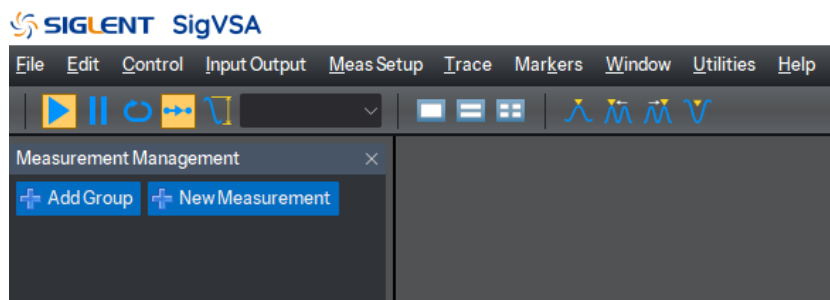 SIGLENT SigVSA
File Edit Control Input Output Meas Setup Trace Markers Window Utilities Help
Measurement Management
Add Group New Measurement